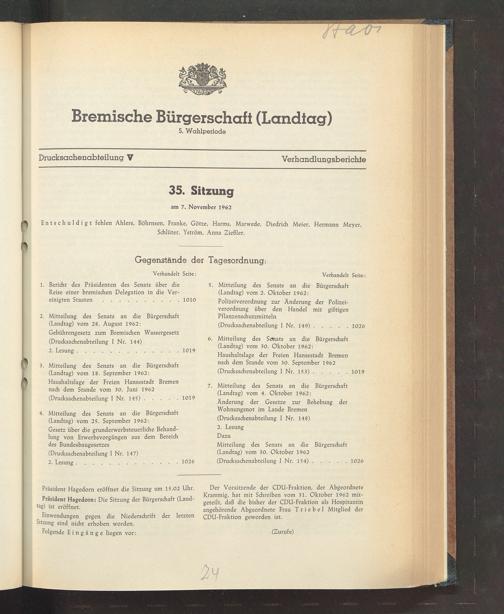 Bremische Bürgerschaft (Landtag)
5. Wahlperiode
Drucksachenabteilung V
Verhandlungsberichte
35. Sitzung
am 7. November 1962
Entschuldigt fehlen Ahlers, Böhrnsen, Franke, Götte, Harms, Marwede, Diedrich Meier, Hermann Meyer,
Schlüter, Yström, Anna Zießler.
Gegenstände der Tagesordnung:
Verhandelt Seite:
1. Bericht des Präsidenten des Senats über die
Reise einer bremischen Delegation in die Ver-
einigten Staaten . . . . . . . . . . 1010
2. Mitteilung des Senats an die Bürgerschaft
(Landtag) vom 28. August 1962:
Gebührengesetz zum Bremischen Wassergesetz
(Drucksachenabteilung I Nr. 144)
2. Lesung . . . . . . . . . . . . . 1019
3. Mitteilung des Senats an die Bürgerschaft
(Landtag) vom 18. September 1962:
Haushaltslage der Freien Hansestadt Bremen
nach dem Stande vom 30. Juni 1962
(Drucksachenabteilung I Nr. 145) . . . . . 1019
4. Mitteilung des Senats an die Bürgerschaft
(Landtag) vom 25. September 1962:
Gesetz über die grunderwerbsteuerliche Behand-
lung von Erwerbsvorgängen aus dem Bereich
des Bundesbaugesetzes
(Drucksachenabteilung I Nr. 147)
2. Lesung . . . . . . . . . . . . . 1026
Verhandelt Seite:
5. Mitteilung des Senats an die Bürgerschaft
(Landtag) vom 2. Oktober 1962:
Polizeiverordnung zur Änderung der Polizei-
verordnung über den Handel mit giftigen
Pflanzenschutzmitteln
(Drucksachenabteilung I Nr. 149) . . . . . 1026
6. Mitteilung des Senats an die Bürgerschaft
(Landtag) vom 30. Oktober 1962:
Haushaltslage der Freien Hansestadt Bremen
nach dem Stande vom 30. September 1962
(Drucksachenabteilung I Nr. 153) . . . . . 1019
7. Mitteilung des Senats an die Bürgerschaft
(Landtag) vom 4. Oktober 1962:
Änderung der Gesetze zur Behebung der
Wohnungsnot im Lande Bremen
(Drucksachenabteilung I Nr. 148)
2. Lesung
Dazu
Mitteilung des Senats an die Bürgerschaft
(Landtag) vom 30. Oktober 1962
(Drucksachenabteilung I Nr. 154) . . . . . 1026
Präsident Hagedorn eröffnet die Sitzung um 15.02 Uhr.
Präsident Hagedorn: Die Sitzung der Bürgerschaft (Land-
tag) ist eröffnet.
Einwendungen gegen die Niederschrift der letzten
Sitzung sind nicht erhoben worden.
Folgende Eingänge liegen vor:
Der Vorsitzende der CDU-Fraktion, der Abgeordnete
Krammig, hat mit Schreiben vom 31. Oktober 1962 mit-
geteilt, daß die bisher der CDU-Fraktion als Hospitantin
angehörende Abgeordnete Frau Triebel Mitglied der
CDU-Fraktion geworden ist.
(Zurufe)
24